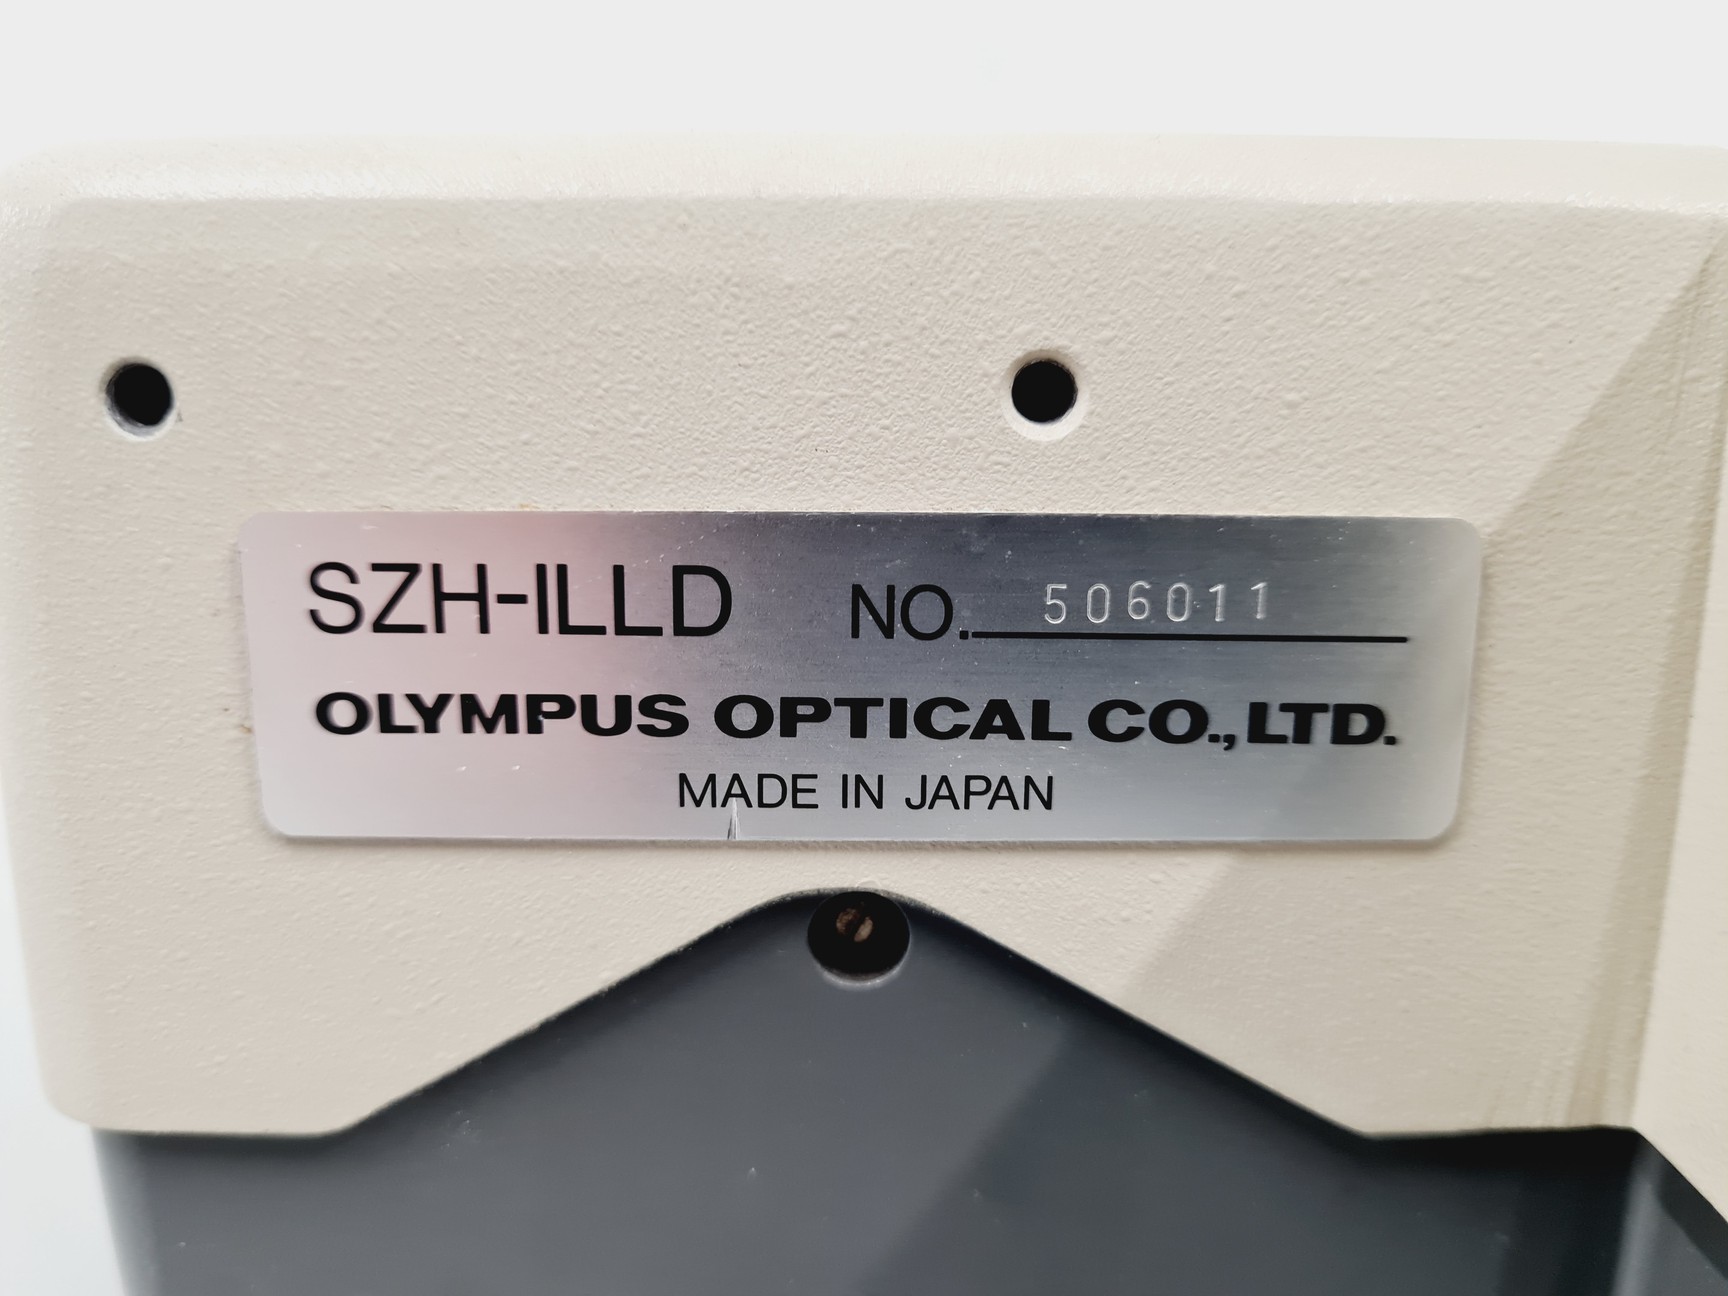 SZH-ILLD NO. 506011
OLYMPUS OPTICAL CO., LTD.
MADE IN JAPAN